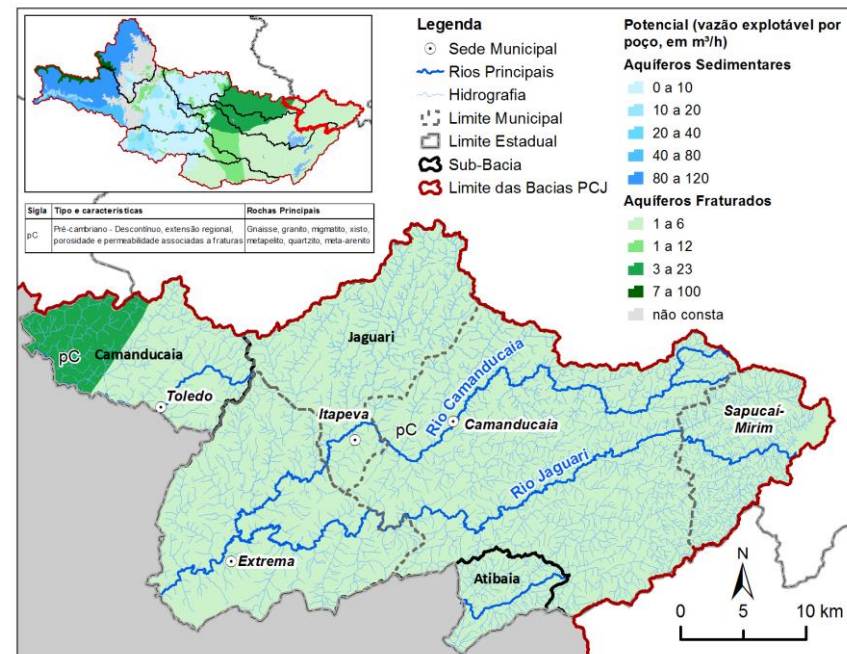 Legenda
Sede Municipal
Rios Principais
Hidrografia
Limite Municipal
Limite Estadual
Sub-Bacia
Limite das Bacias PCJ
Potencial (vazão explotável por
poço, em m³/h)
Aquíferos Sedimentares
0 a 10
10 a 20
20 a 40
40 a 80
80 a 120
Aquíferos Fraturados
1 a 6
1 a 12
3 a 23
7 a 100
não consta
Sigla Tipo e características Rochas Principais
pC Pré-cambriano - Descontínuo, extensão regional, Gnaisse, granito, migmatito, xisto,
porosidade e permeabilidade associadas a fraturas metapelito, quartzito, meta-arenito
pC
Camanducaia
Toledo
Jaguari
Itapeva
pC
Rio Camanducaia
Camanducaia
Sapucai-
Mirim
Rio Jaguari
Extrema
Atibaia
N
0 5 10 km